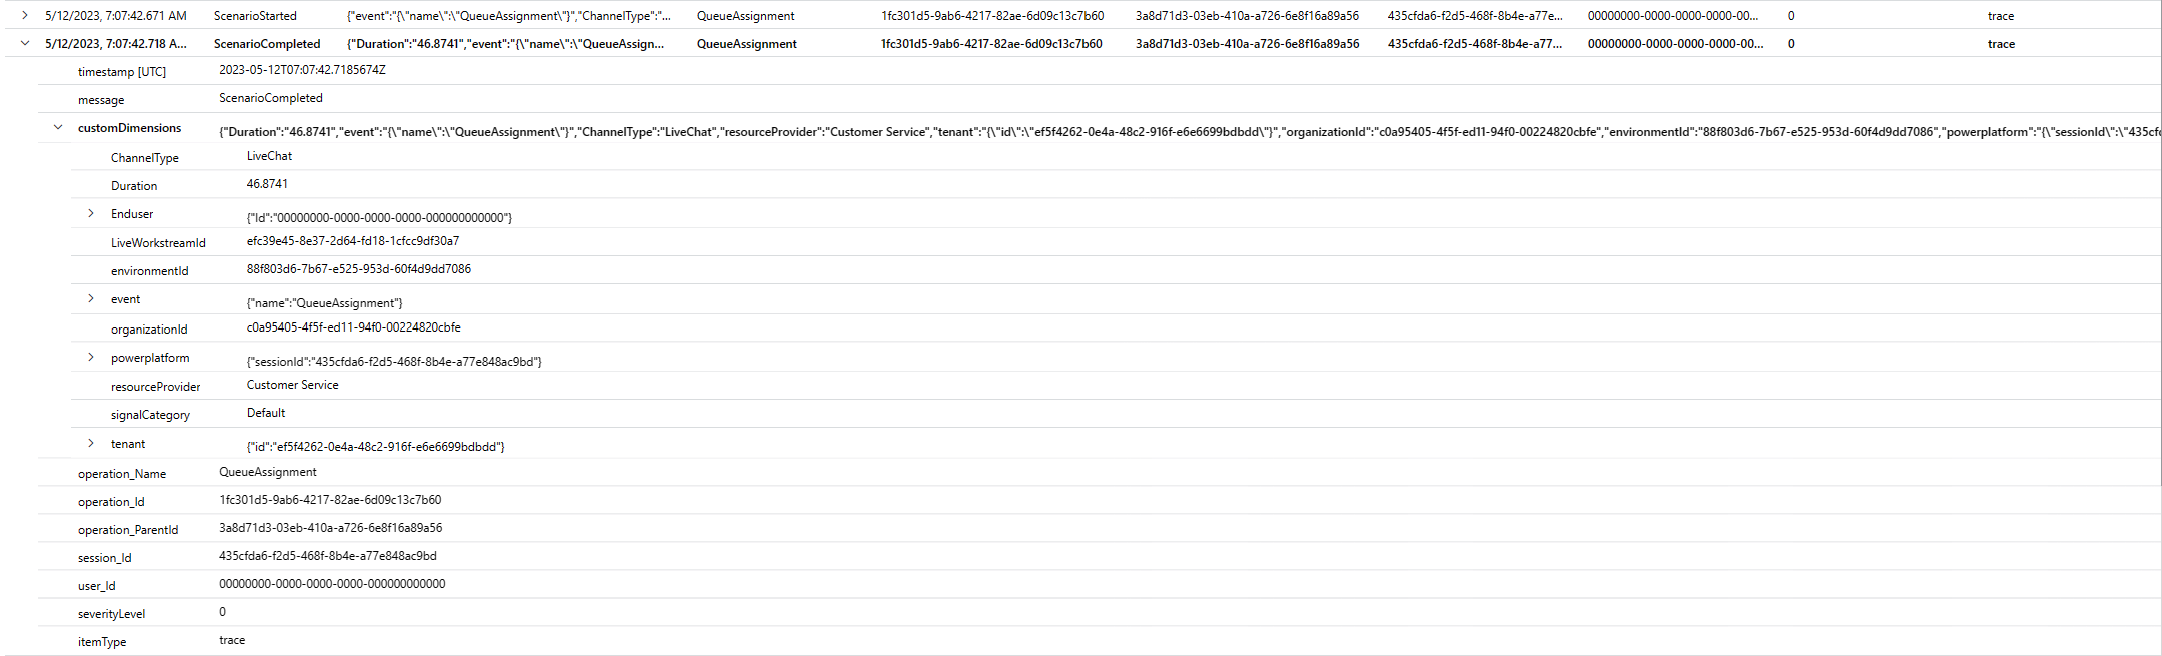 5/12/2023, 7:07:42.671 AM ScenarioStarted {"event":"{\"name\":\"QueueAssignment\"}","ChannelType":"... QueueAssignment 1fc301d5-9ab6-4217-82ae-6d09c13c7b60 3a8d71d3-03eb-410a-a726-6e8f16a89a56 435cfda6-f2d5-468f-8b4e-a77e... 00000000-0000-0000-0000-00... 0 trace
5/12/2023, 7:07:42.718 A... ScenarioCompleted {"Duration":"46.8741","event":"{\"name\":\"QueueAssign... QueueAssignment 1fc301d5-9ab6-4217-82ae-6d09c13c7b60 3a8d71d3-03eb-410a-a726-6e8f16a89a56 435cfda6-f2d5-468f-8b4e-a77... 00000000-0000-0000-0000-00... 0 trace
timestamp [UTC] 2023-05-12T07:07:42.7185674Z
message ScenarioCompleted
customDimensions {"Duration":"46.8741","event":"{\"name\":\"QueueAssignment\"}","ChannelType":"LiveChat","resourceProvider":"Customer Service","tenant":"{\"id\":\"ef5f4262-0e4a-48c2-916f-e6e6699bdbdd\"}","organizationId":"c0a95405-4f5f-ed11-94f0-00224820cbfe","environmentId":"88f803d6-7b67-e525-953d-60f4d9dd7086","powerplatform":"{\"sessionId\":\"435cfd
ChannelType LiveChat
Duration 46.8741
Enduser {"Id":"00000000-0000-0000-0000-000000000000"}
LiveWorkstreamId efc39e45-8e37-2d64-fd18-1cfcc9df30a7
environmentId 88f803d6-7b67-e525-953d-60f4d9dd7086
event {"name":"QueueAssignment"}
organizationId c0a95405-4f5f-ed11-94f0-00224820cbfe
powerplatform {"sessionId":"435cfda6-f2d5-468f-8b4e-a77e848ac9bd"}
resourceProvider Customer Service
signalCategory Default
tenant {"id":"ef5f4262-0e4a-48c2-916f-e6e6699bdbdd"}
operation_Name QueueAssignment
operation_Id 1fc301d5-9ab6-4217-82ae-6d09c13c7b60
operation_ParentId 3a8d71d3-03eb-410a-a726-6e8f16a89a56
session_Id 435cfda6-f2d5-468f-8b4e-a77e848ac9bd
user_Id 00000000-0000-0000-0000-000000000000
severityLevel 0
itemType trace